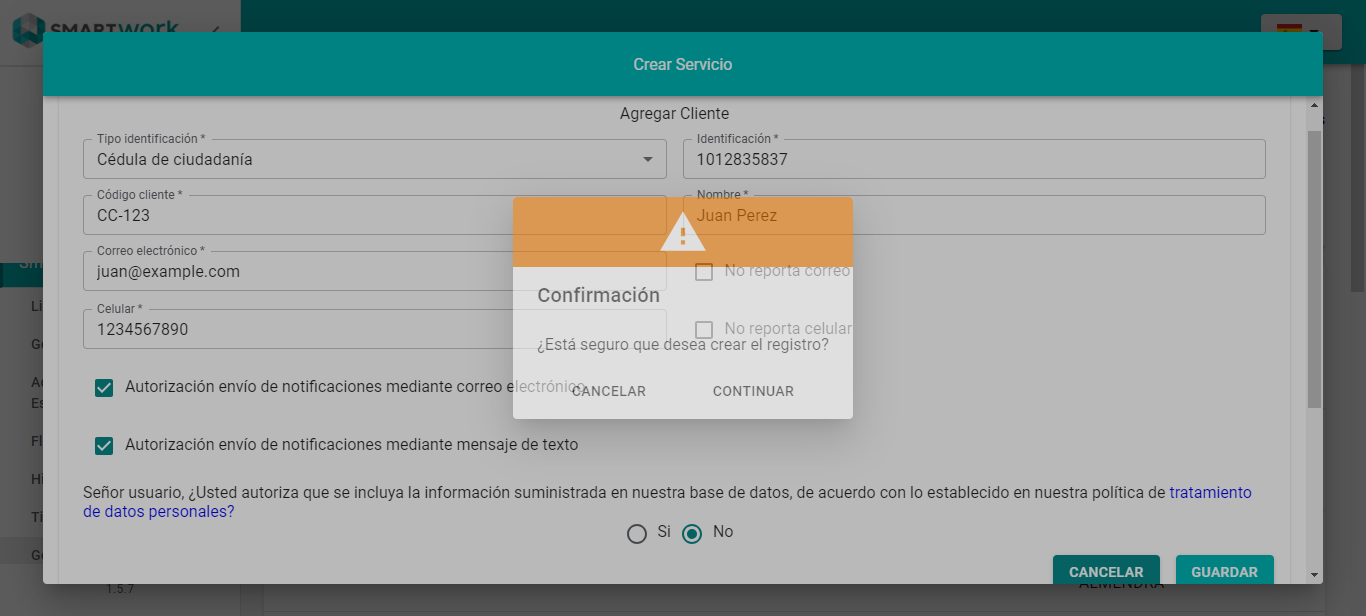 SMARTWORK
Crear Servicio
Agregar Cliente
Tipo identificación *
Cédula de ciudadanía
Identificación *
1012835837
Código cliente *
CC-123
Nombre *
Juan Perez
Correo electrónico *
juan@example.com
No reporta correo
Celular *
1234567890
No reporta celular
Confirmación
¿Está seguro que desea crear el registro?
CANCELAR
CONTINUAR
Autorización envío de notificaciones mediante correo electrónico
Autorización envío de notificaciones mediante mensaje de texto
Señor usuario, ¿Usted autoriza que se incluya la información suministrada en nuestra base de datos, de acuerdo con lo establecido en nuestra política de tratamiento
de datos personales?
Si
No
CANCELAR
GUARDAR
ALMENDRA
1.5.7